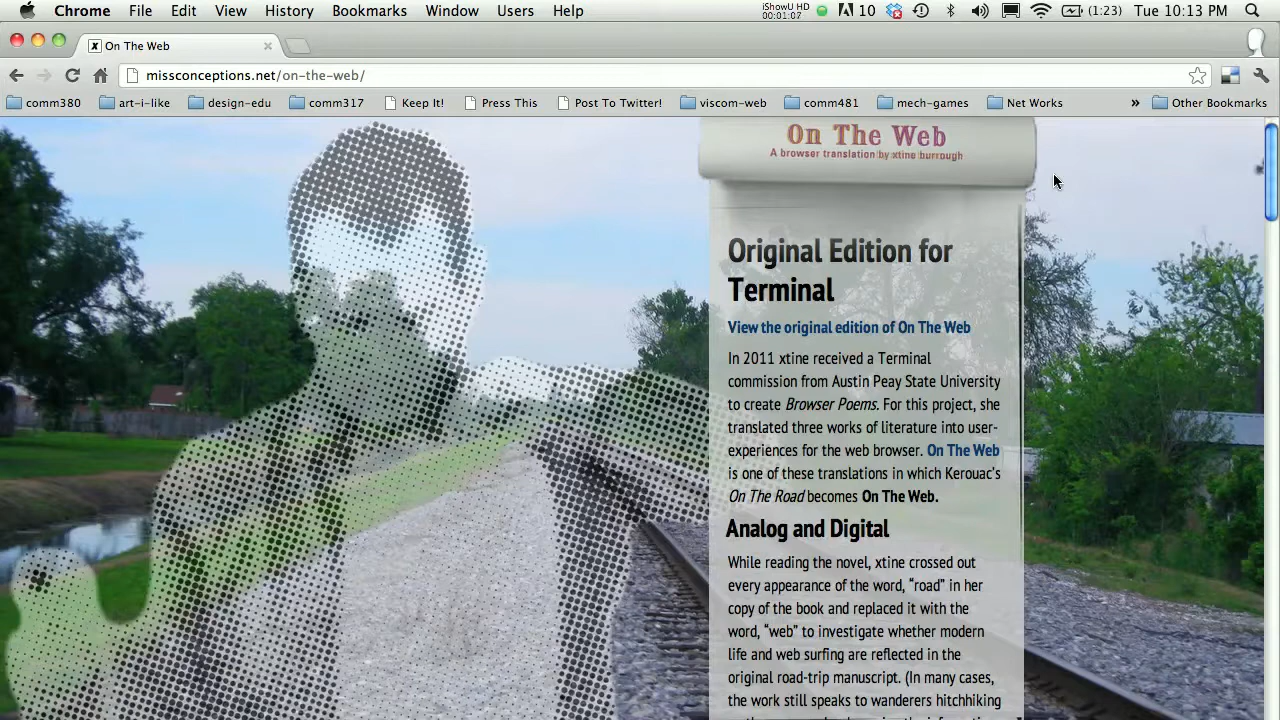 Chrome File Edit View History Bookmarks Window Users Help iShowU HD 00:01:07 10 (1:23) Tue 10:13 PM
X On The Web
missconceptions.net/on-the-web/
comm380 art-i-like design-edu comm317 Keep It! Press This Post To Twitter! viscom-web comm481 mech-games Net Works » Other Bookmarks
On The Web
A browser translation by xtine burrough
Original Edition for
Terminal
View the original edition of On The Web
In 2011 xtine received a Terminal
commission from Austin Peay State University
to create Browser Poems. For this project, she
translated three works of literature into user-
experiences for the web browser. On The Web
is one of these translations in which Kerouac's
On The Road becomes On The Web.
Analog and Digital
While reading the novel, xtine crossed out
every appearance of the word, "road" in her
copy of the book and replaced it with the
word, "web" to investigate whether modern
life and web surfing are reflected in the
original road-trip manuscript. (In many cases,
the work still speaks to wanderers hitchhiking